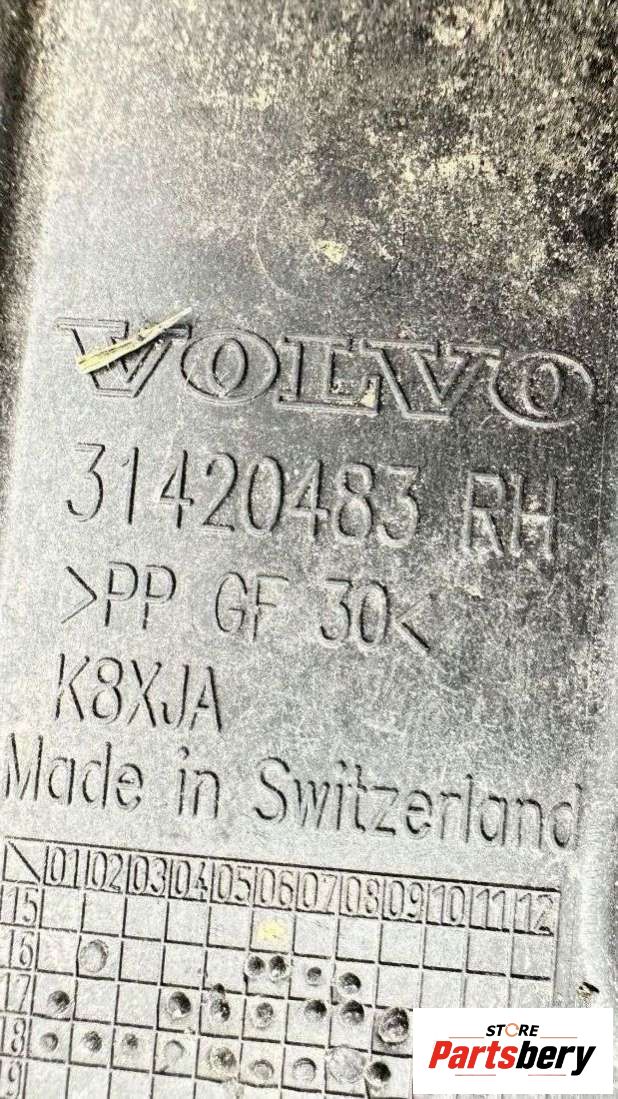 VOLVO
31420483 RH
>PP GF 30<
K8XJA
Made in Switzerland
01 02 03 04 05 06 07 08 09 10 11 12
15
16
17
18
9
STORE
Partsbery